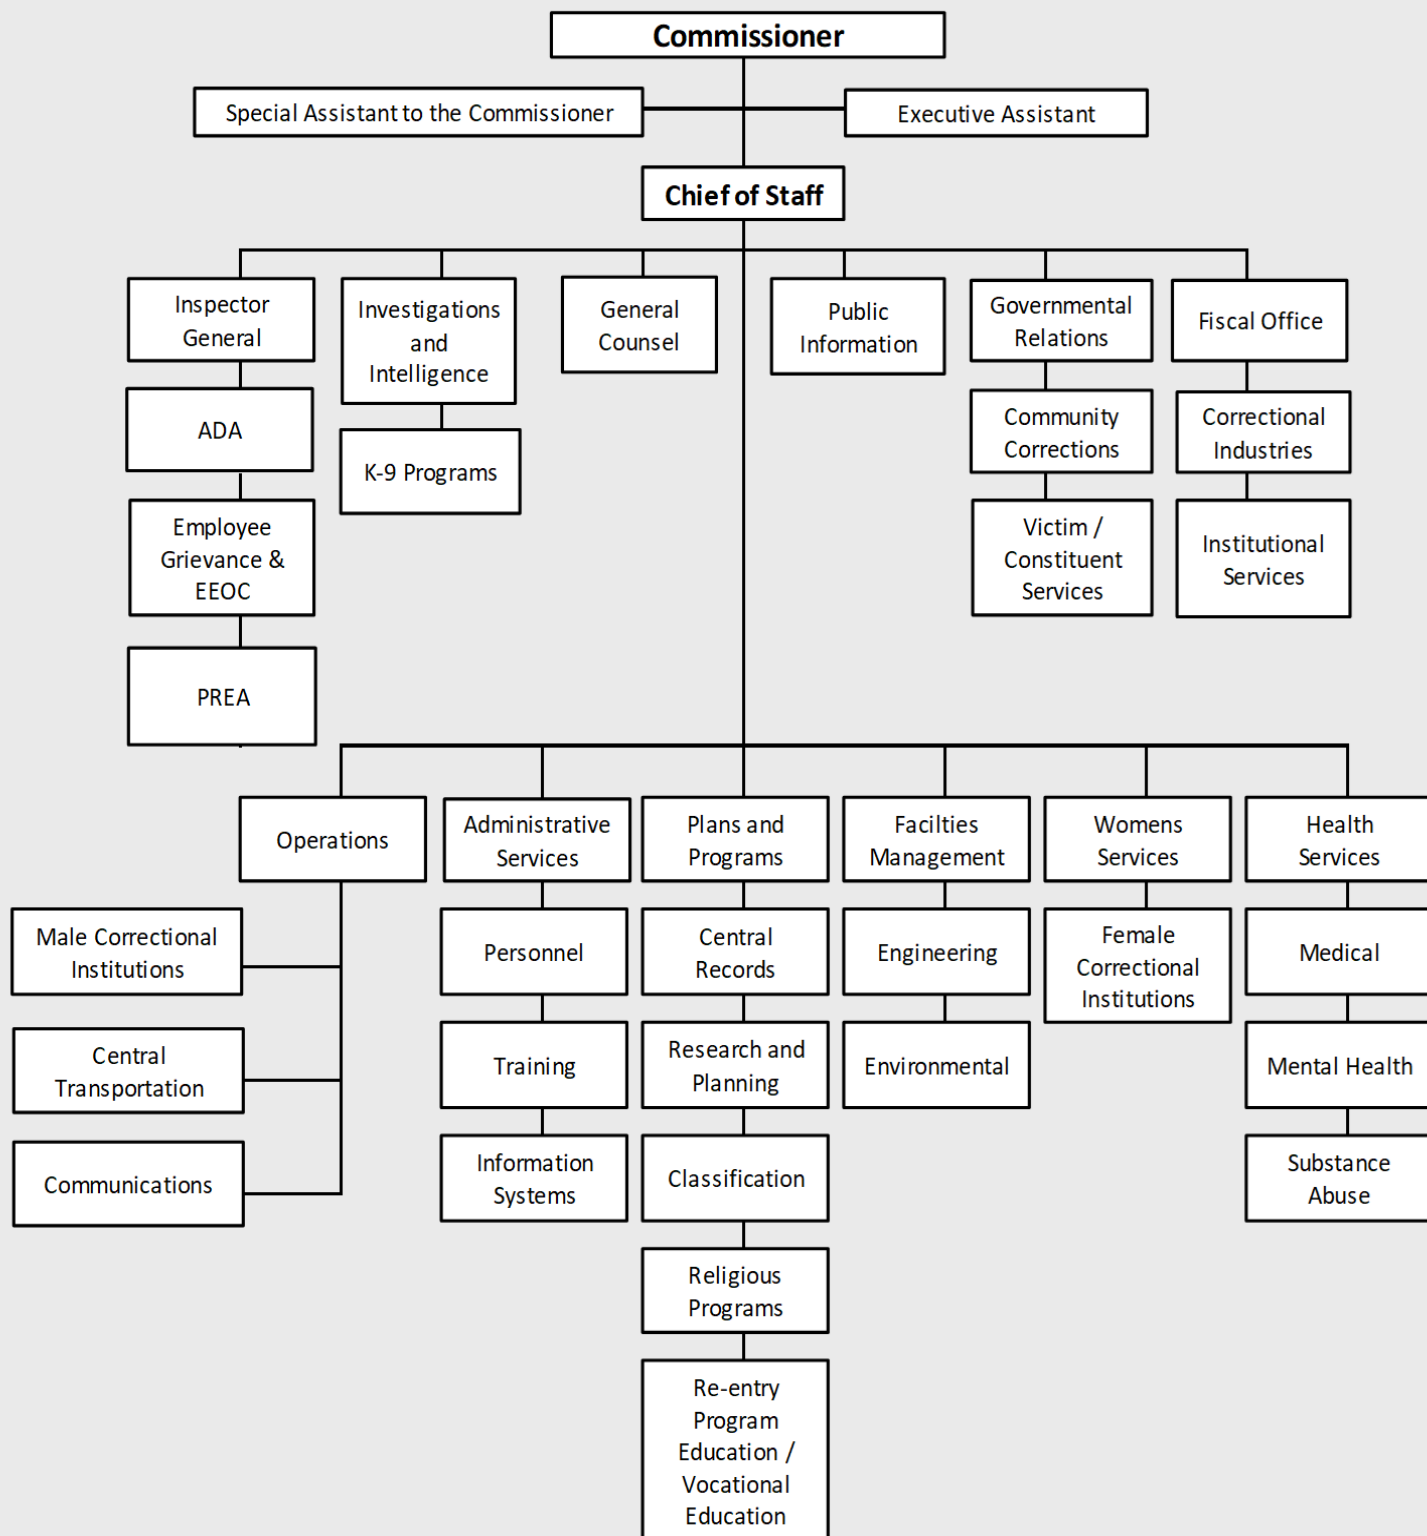 Commissioner
Special Assistant to the Commissioner
Executive Assistant
Chief of Staff
Inspector
General
Investigations
and
Intelligence
General
Counsel
Public
Information
Governmental
Relations
Fiscal Office
ADA
K-9 Programs
Community
Corrections
Correctional
Industries
Employee
Grievance &
EEOC
Victim /
Constituent
Services
Institutional
Services
PREA
Operations
Administrative
Services
Plans and
Programs
Facilties
Management
Womens
Services
Health
Services
Male Correctional
Institutions
Personnel
Central
Records
Engineering
Female
Correctional
Institutions
Medical
Central
Transportation
Training
Research and
Planning
Environmental
Mental Health
Communications
Information
Systems
Classification
Substance
Abuse
Religious
Programs
Re-entry
Program
Education /
Vocational
Education